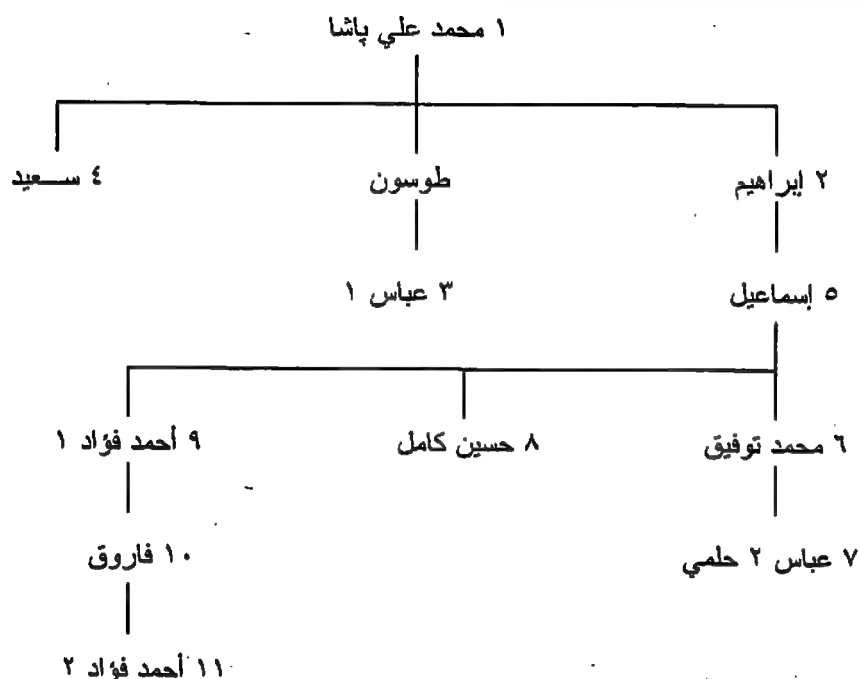 ١ محمد علي پاشا
٢ إبراهيم
طوسون
٤ سعيد
٥ إسماعيل
٣ عباس ١
٦ محمد توفيق
٨ حسين كامل
٩ أحمد فؤاد ١
٧ عباس ٢ حلمي
١٠ فاروق
١١ أحمد فؤاد ٢